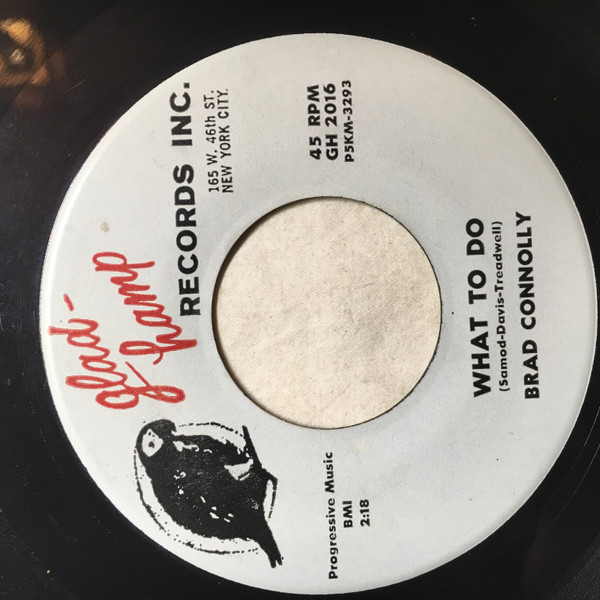 Glad-
Hamp
RECORDS INC.
165 W. 46th ST.
NEW YORK CITY.
45 RPM
GH 2016
P5KM-3293
Progressive Music
BMI
2:18
WHAT TO DO
(Samod-Davis-Treadwell)
BRAD CONNOLLY